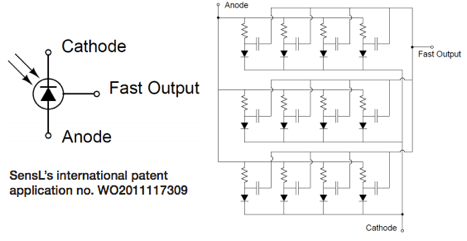 Cathode
Fast Output
Anode
SensL's international patent
application no. WO2011117309
Anode
Fast Output
Cathode